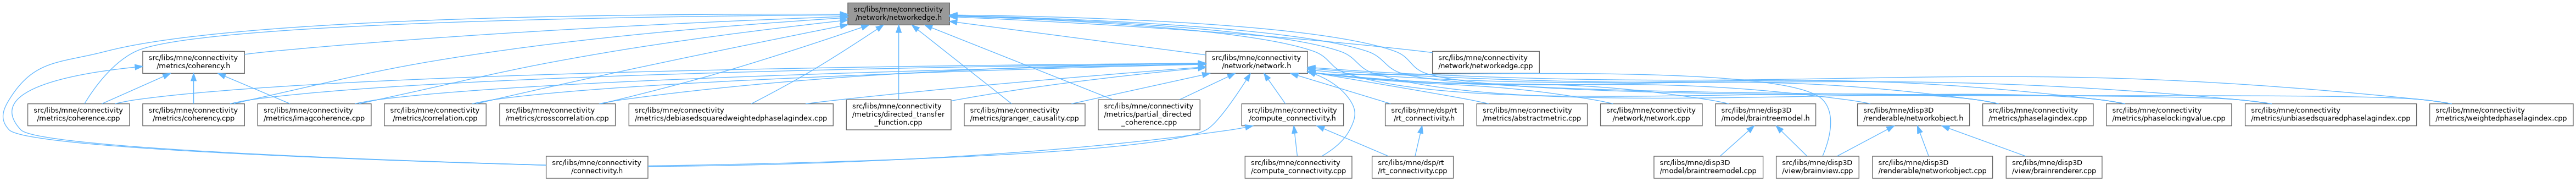 src/libs/mne/connectivity
/network/networkedge.h
src/libs/mne/connectivity
/metrics/coherency.h
src/libs/mne/connectivity
/network/network.h
src/libs/mne/connectivity
/network/networkedge.cpp
src/libs/mne/connectivity
/metrics/coherence.cpp
src/libs/mne/connectivity
/metrics/coherency.cpp
src/libs/mne/connectivity
/metrics/imagcoherence.cpp
src/libs/mne/connectivity
/metrics/correlation.cpp
src/libs/mne/connectivity
/metrics/crosscorrelation.cpp
src/libs/mne/connectivity
/metrics/debiasedsquaredweightedphaselagindex.cpp
src/libs/mne/connectivity
/metrics/directed_transfer
_function.cpp
src/libs/mne/connectivity
/metrics/granger_causality.cpp
src/libs/mne/connectivity
/metrics/partial_directed
_coherence.cpp
src/libs/mne/connectivity
/compute_connectivity.h
src/libs/mne/dsp/rt
/rt_connectivity.h
src/libs/mne/connectivity
/metrics/abstractmetric.cpp
src/libs/mne/connectivity
/network/network.cpp
src/libs/mne/disp3D
/model/braintreemodel.h
src/libs/mne/disp3D
/renderable/networkobject.h
src/libs/mne/connectivity
/metrics/phaselagindex.cpp
src/libs/mne/connectivity
/metrics/phaselockingvalue.cpp
src/libs/mne/connectivity
/metrics/unbiasedsquaredphaselagindex.cpp
src/libs/mne/connectivity
/metrics/weightedphaselagindex.cpp
src/libs/mne/connectivity
/connectivity.h
src/libs/mne/connectivity
/compute_connectivity.cpp
src/libs/mne/dsp/rt
/rt_connectivity.cpp
src/libs/mne/disp3D
/model/braintreemodel.cpp
src/libs/mne/disp3D
/view/brainview.cpp
src/libs/mne/disp3D
/renderable/networkobject.cpp
src/libs/mne/disp3D
/view/brainrenderer.cpp